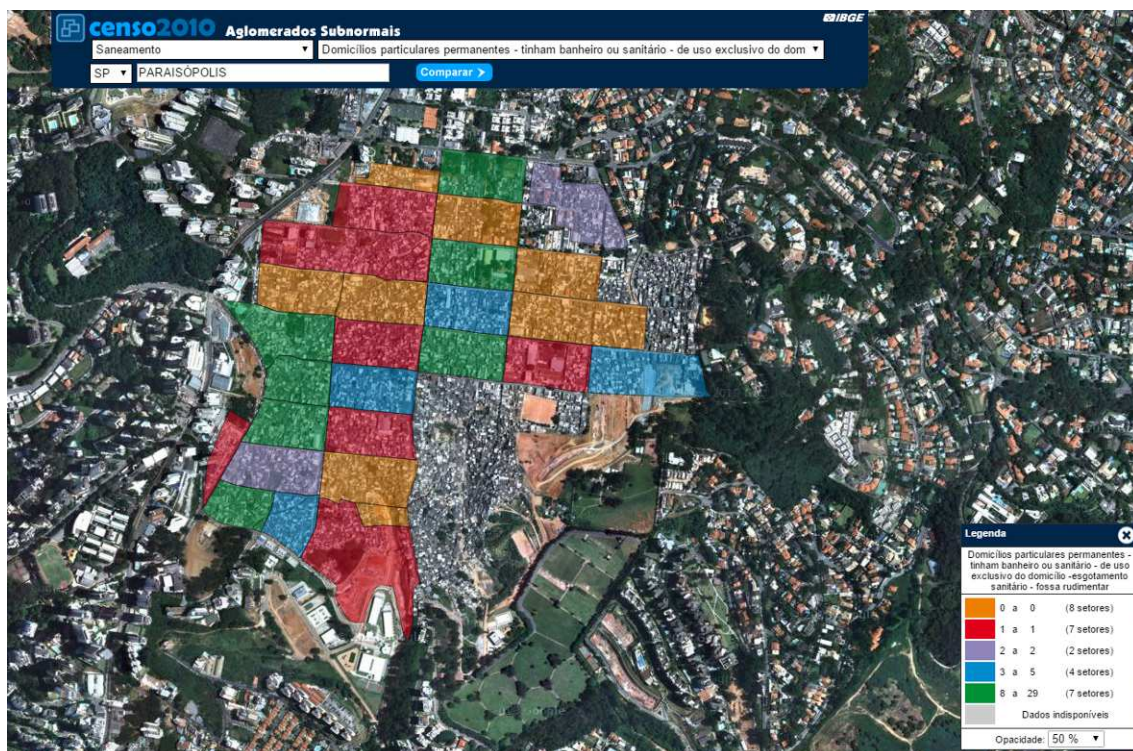 censo2010 Aglomerados Subnormais
IBGE
Saneamento
Domicílios particulares permanentes - tinham banheiro ou sanitário - de uso exclusivo do dom
SP
PARAISÓPOLIS
Comparar
Legenda
Domicílios particulares permanentes -
tinham banheiro ou sanitário - de uso
exclusivo do domicílio -esgotamento
sanitário - fossa rudimentar
0 a 0 (8 setores)
1 a 1 (7 setores)
2 a 2 (2 setores)
3 a 5 (4 setores)
8 a 29 (7 setores)
Dados indisponíveis
Opacidade: 50 %